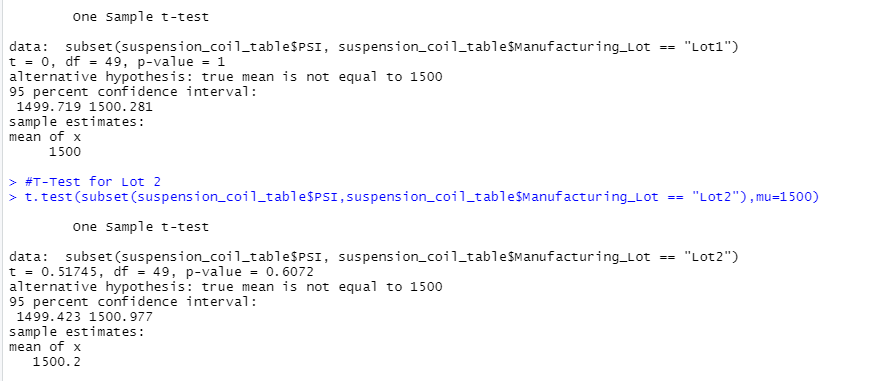 One Sample t-test
data:  subset(suspension_coil_table$PSI, suspension_coil_table$Manufacturing_Lot == "Lot1")
t = 0, df = 49, p-value = 1
alternative hypothesis: true mean is not equal to 1500
95 percent confidence interval:
1499.719 1500.281
sample estimates:
mean of x
1500
> #T-Test for Lot 2
> t.test(subset(suspension_coil_table$PSI,suspension_coil_table$Manufacturing_Lot == "Lot2"),mu=1500)
One Sample t-test
data:  subset(suspension_coil_table$PSI, suspension_coil_table$Manufacturing_Lot == "Lot2")
t = 0.51745, df = 49, p-value = 0.6072
alternative hypothesis: true mean is not equal to 1500
95 percent confidence interval:
1499.423 1500.977
sample estimates:
mean of x
1500.2